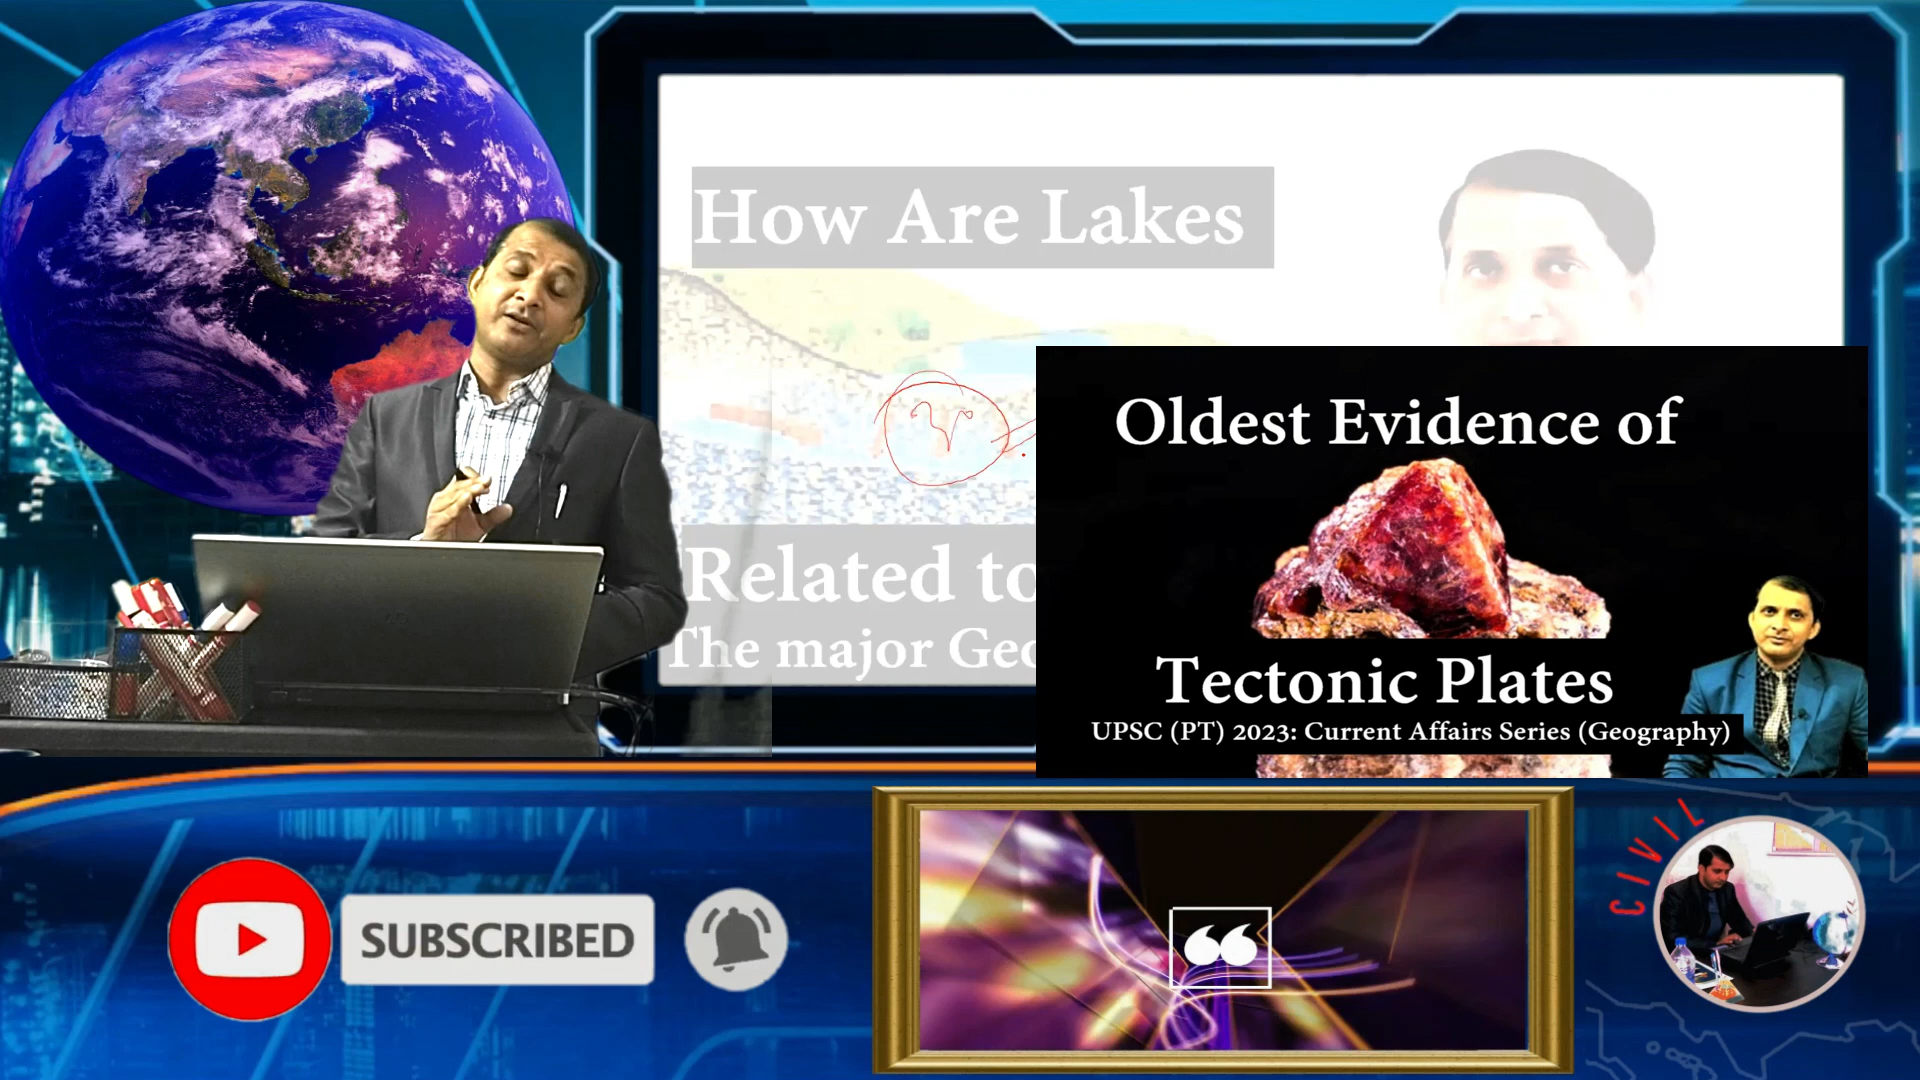 How Are Lakes
Related to
The major Geo
Oldest Evidence of
Tectonic Plates
UPSC (PT) 2023: Current Affairs Series (Geography)
SUBSCRIBED
CIVIL